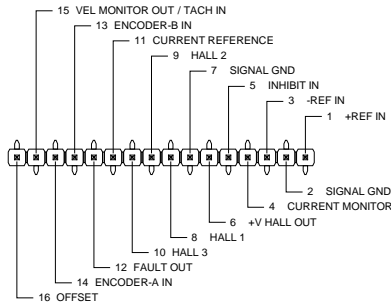 15 VEL MONITOR OUT / TACH IN
13 ENCODER-B IN
11 CURRENT REFERENCE
9 HALL 2
7 SIGNAL GND
5 INHIBIT IN
3 -REF IN
1 +REF IN
2 SIGNAL GND
4 CURRENT MONITOR
6 +V HALL OUT
8 HALL 1
10 HALL 3
12 FAULT OUT
14 ENCODER-A IN
16 OFFSET